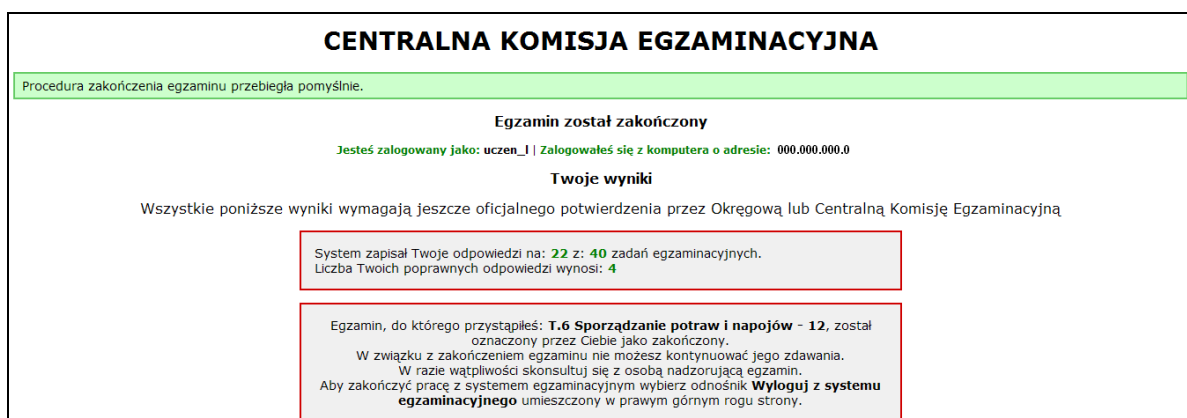 CENTRALNA KOMISJA EGZAMINACYJNA
Procedura zakończenia egzaminu przebiegła pomyślnie.
Egzamin został zakończony
Jesteś zalogowany jako: uczen_l | Zalogowałeś się z komputera o adresie: 000.000.000.0
Twoje wyniki
Wszystkie poniższe wyniki wymagają jeszcze oficjalnego potwierdzenia przez Okręgową lub Centralną Komisję Egzaminacyjną
System zapisał Twoje odpowiedzi na: 22 z: 40 zadań egzaminacyjnych.
Liczba Twoich poprawnych odpowiedzi wynosi: 4
Egzamin, do którego przystąpiłeś: T.6 Sporządzanie potraw i napojów - 12, został
oznaczony przez Ciebie jako zakończony.
W związku z zakończeniem egzaminu nie możesz kontynuować jego zdawania.
W razie wątpliwości skonsultuj się z osobą nadzorującą egzamin.
Aby zakończyć pracę z systemem egzaminacyjnym wybierz odnośnik Wyloguj z systemu
egzaminacyjnego umieszczony w prawym górnym rogu strony.